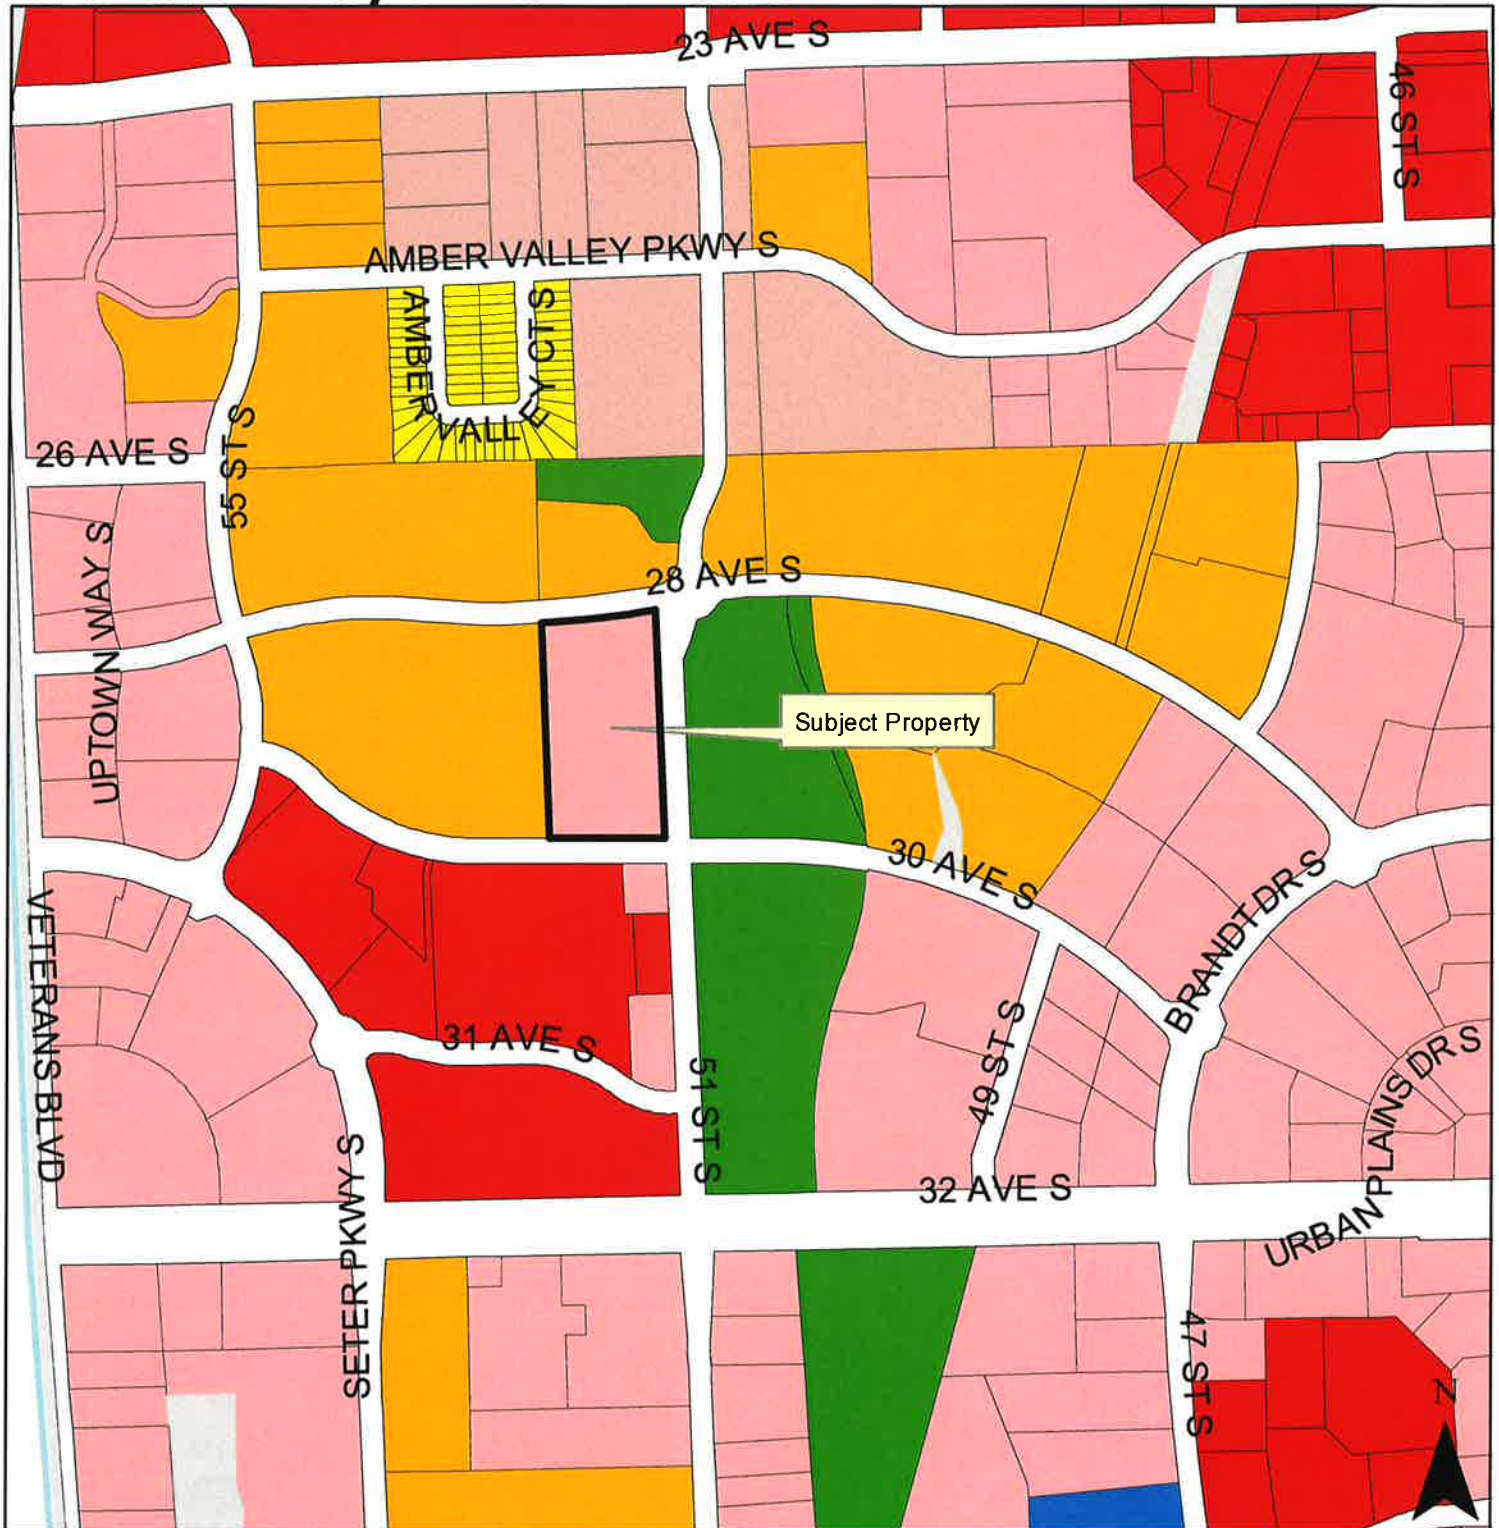 23 AVE S
46 ST S
AMBER VALLEY PKWY S
AMBER VALLEY CT S
26 AVE S
55 ST S
UPTOWN WAY S
28 AVE S
Subject Property
30 AVE S
BRANDT DR S
VETERANS BLVD
31 AVE S
51 ST S
49 ST S
URBAN PLAINS DR S
32 AVE S
SETER PKWY S
47 ST S
N